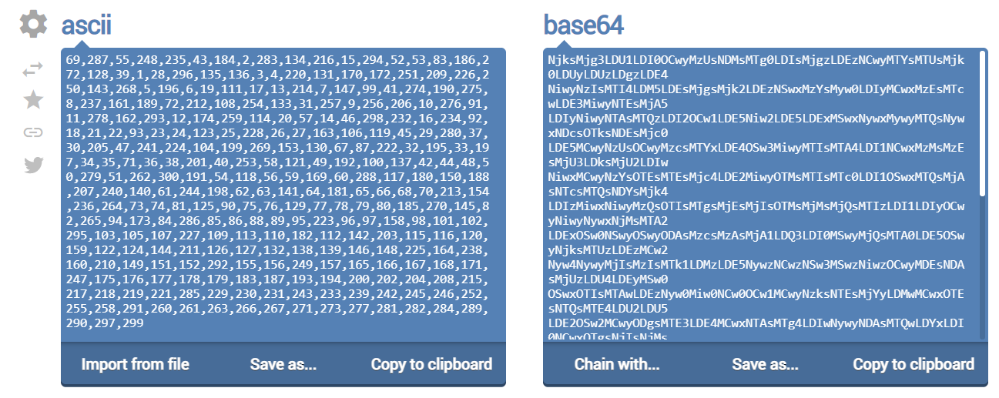 ascii
69,287,55,248,235,43,184,2,283,134,216,15,294,52,53,83,186,2
72,128,39,1,28,296,135,136,3,4,220,131,170,172,251,209,226,2
50,143,268,5,196,6,19,111,17,13,214,7,147,99,41,274,190,275,
8,237,161,189,72,212,108,254,133,31,257,9,256,206,10,276,91,
11,278,162,293,12,174,259,114,20,57,14,46,298,232,16,234,92,
18,21,22,93,23,24,123,25,228,26,27,163,106,119,45,29,280,37,
30,205,47,241,224,104,199,269,153,130,67,87,222,32,195,33,19
7,34,35,71,36,38,201,40,253,58,121,49,192,100,137,42,44,48,5
0,279,51,262,300,191,54,118,56,59,169,60,288,117,180,150,188
,207,240,140,61,244,198,62,63,141,64,181,65,66,68,70,213,154
,236,264,73,74,81,125,90,75,76,129,77,78,79,80,185,270,145,8
2,265,94,173,84,286,85,86,88,89,95,223,96,97,158,98,101,102,
295,103,105,107,227,109,113,110,182,112,142,203,115,116,120,
159,122,124,144,211,126,127,132,138,139,146,148,225,164,238,
160,210,149,151,152,292,155,156,249,157,165,166,167,168,171,
247,175,176,177,178,179,183,187,193,194,200,202,204,208,215,
217,218,219,221,285,229,230,231,243,233,239,242,245,246,252,
255,258,291,260,261,263,266,267,271,273,277,281,282,284,289,
290,297,299
Import from file
Save as...
Copy to clipboard
base64
NjksMjg3LDU1LDI0OCwyMzUsNDMsMTg0LDIsMjgzLDEzNCwyMTYsMTUsMjk
0LDUyLDUzLDgzLDE4
NiwyNzIsMTI4LDM5LDEsMjgsMjk2LDEzNSwxMzYsMyw0LDIyMCwxMzEsMTc
wLDE3MiwyNTEsMjA5
LDIyNiwyNTAsMTQzLDI2OCw1LDE5Niw2LDE5LDExMSwxNywxMywyMTQsNyw
xNDcsOTksNDEsMjc0
LDE5MCwyNzUsOCwyMzcsMTYxLDE4OSw3MiwyMTIsMTA4LDI1NCwxMzMsMzE
sMjU3LDksMjU2LDIw
NiwxMCwyNzYsOTEsMTEsMjc4LDE2MiwyOTMsMTIsMTc0LDI1OSwxMTQsMjA
sNTcsMTQsNDYsMjk4
LDIzMiwxNiwyMzQsOTIsMTgsMjEsMjIsOTMsMjMsMjQsMTIzLDI1LDIyOCw
yNiwyNywxNjMsMTA2
LDExOSw0NSwyOSwyODAsMzcsMzAsMjA1LDQ3LDI0MSwyMjQsMTA0LDE5OSw
yNjksMTUzLDEzMCw2
Nyw4NywyMjIsMzIsMTk1LDMzLDE5NywzNCwzNSw3MSwzNiwzOCwyMDEsNDA
sMjUzLDU4LDEyMSw0
OSwxOTIsMTAwLDEzNyw0Miw0NCw0OCw1MCwyNzksNTEsMjYyLDMwMCwxOTE
sNTQsMTE4LDU2LDU5
LDE2OSw2MCwyODgsMTE3LDE4MCwxNTAsMTg4LDIwNywyNDAsMTQwLDYxLDI
0NCwxOTgsNjIsNjMs
Chain with...
Save as...
Copy to clipboard